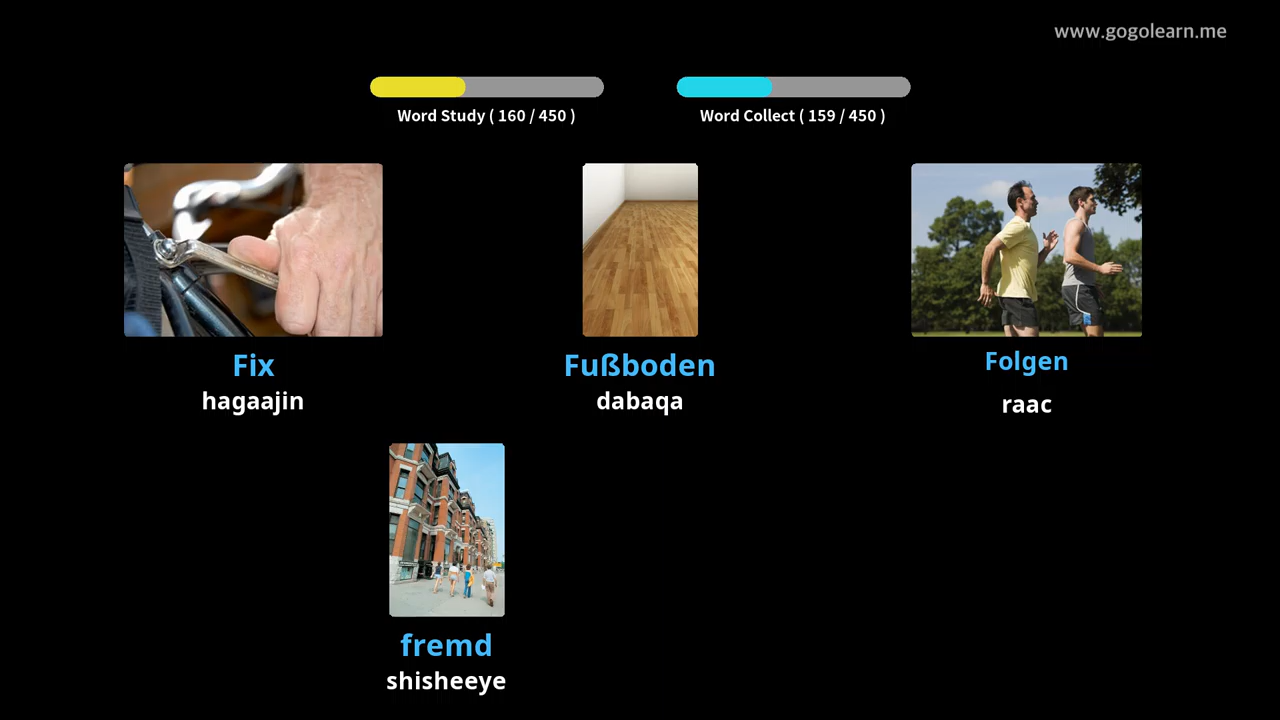 www.gogolearn.me
Word Study ( 160 / 450 )
Word Collect ( 159 / 450 )
Fix
hagaajin
Fußboden
dabaqa
Folgen
raac
fremd
shisheeye